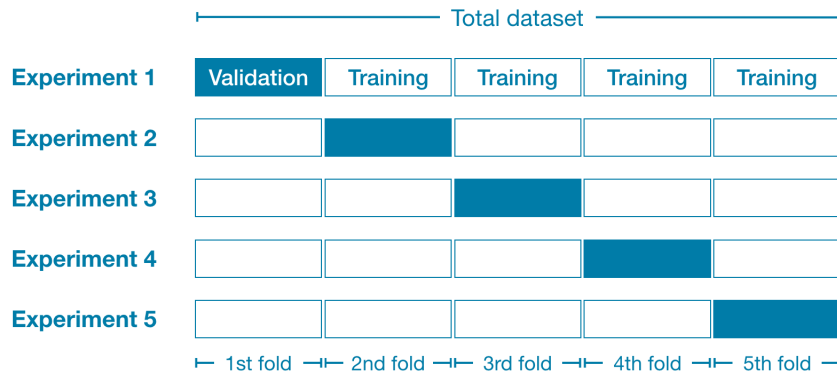 Total dataset
Experiment 1 Validation Training Training Training Training
Experiment 2
Experiment 3
Experiment 4
Experiment 5
1st fold 2nd fold 3rd fold 4th fold 5th fold